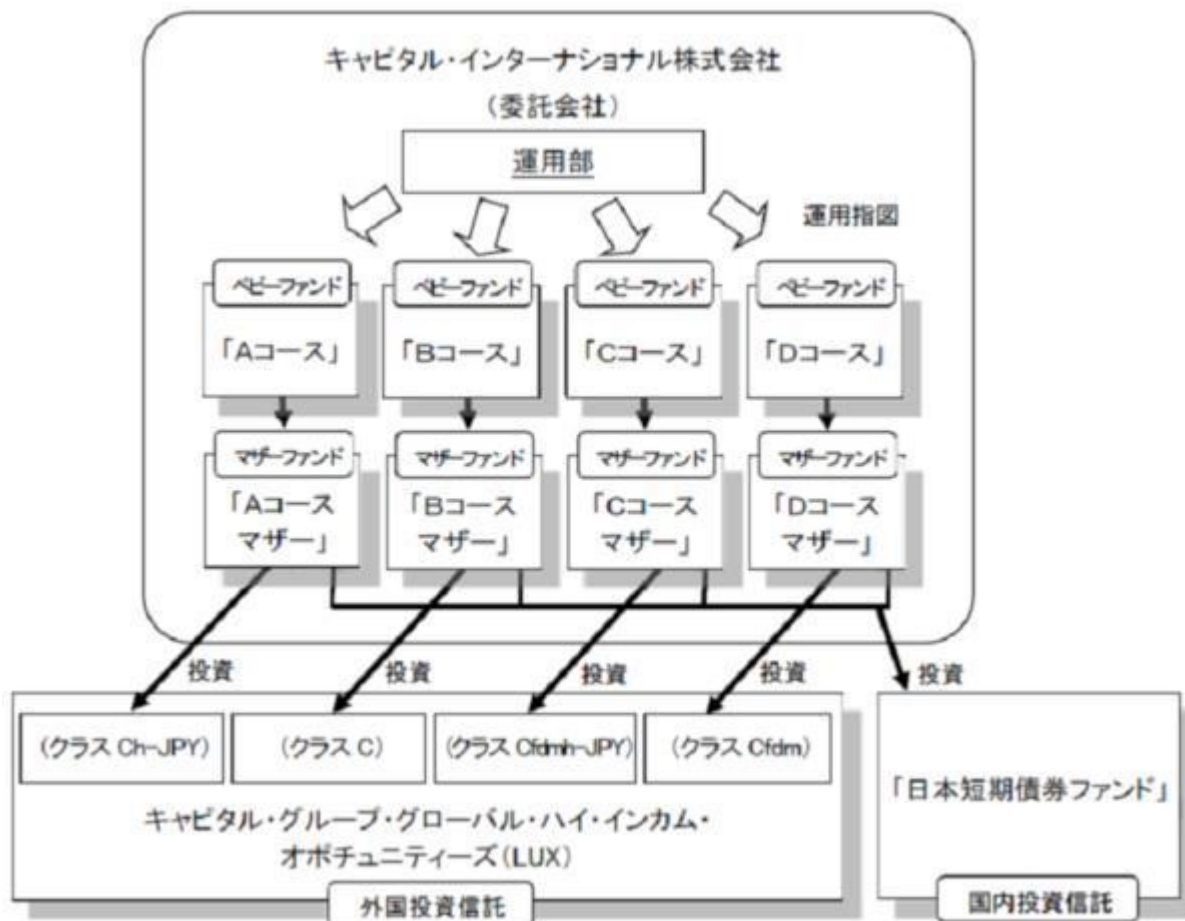 キャピタル・インターナショナル株式会社
(委託会社)
運用部
運用指図
ベビーファンド
ベビーファンド
ベビーファンド
ベビーファンド
「Aコース」
「Bコース」
「Cコース」
「Dコース」
マザーファンド
マザーファンド
マザーファンド
マザーファンド
「Aコース
マザー」
「Bコース
マザー」
「Cコース
マザー」
「Dコース
マザー」
投資
投資
投資
投資
投資
(クラス Ch-JPY)
(クラス C)
(クラス Cfdmh-JPY)
(クラス Cfdm)
キャピタル・グループ・グローバル・ハイ・インカム・
オポチュニティーズ(LUX)
外国投資信託
「日本短期債券ファンド」
国内投資信託